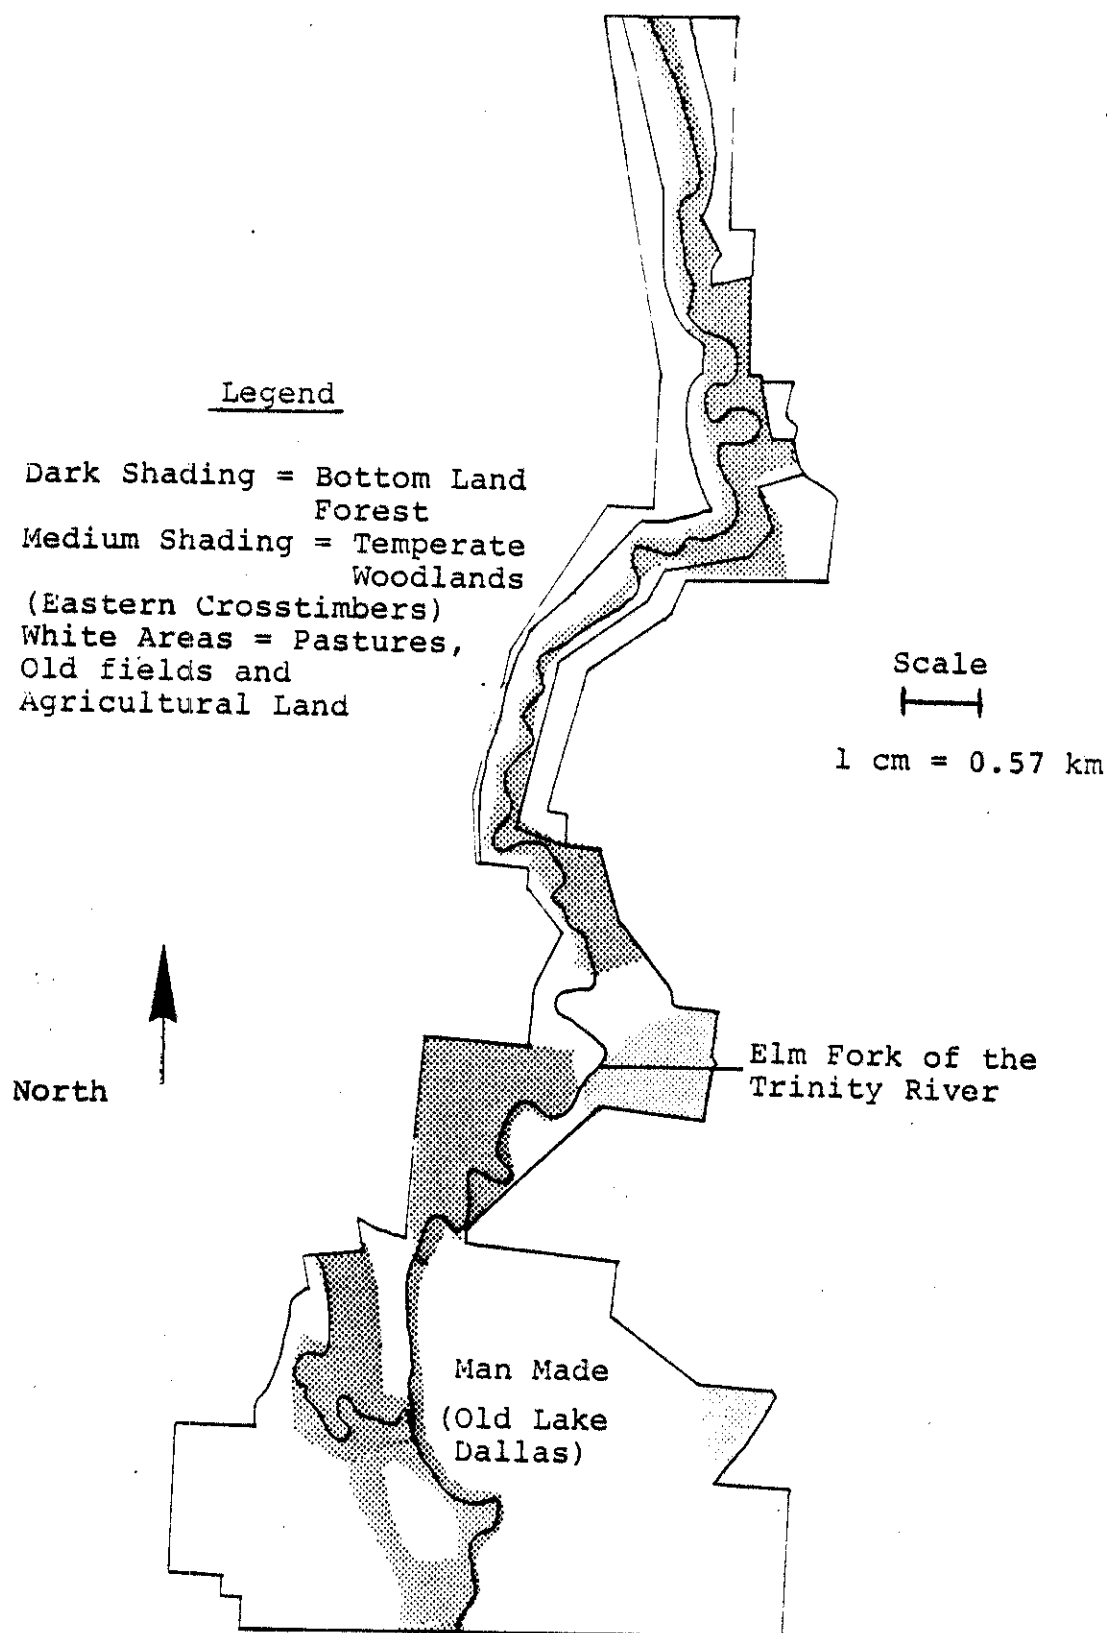 Legend
Dark Shading = Bottom Land
Forest
Medium Shading = Temperate
Woodlands
(Eastern Crosstimbers)
White Areas = Pastures,
Old fields and
Agricultural Land
Scale
1 cm = 0.57 km
North
Elm Fork of the
Trinity River
Man Made
(Old Lake
Dallas)